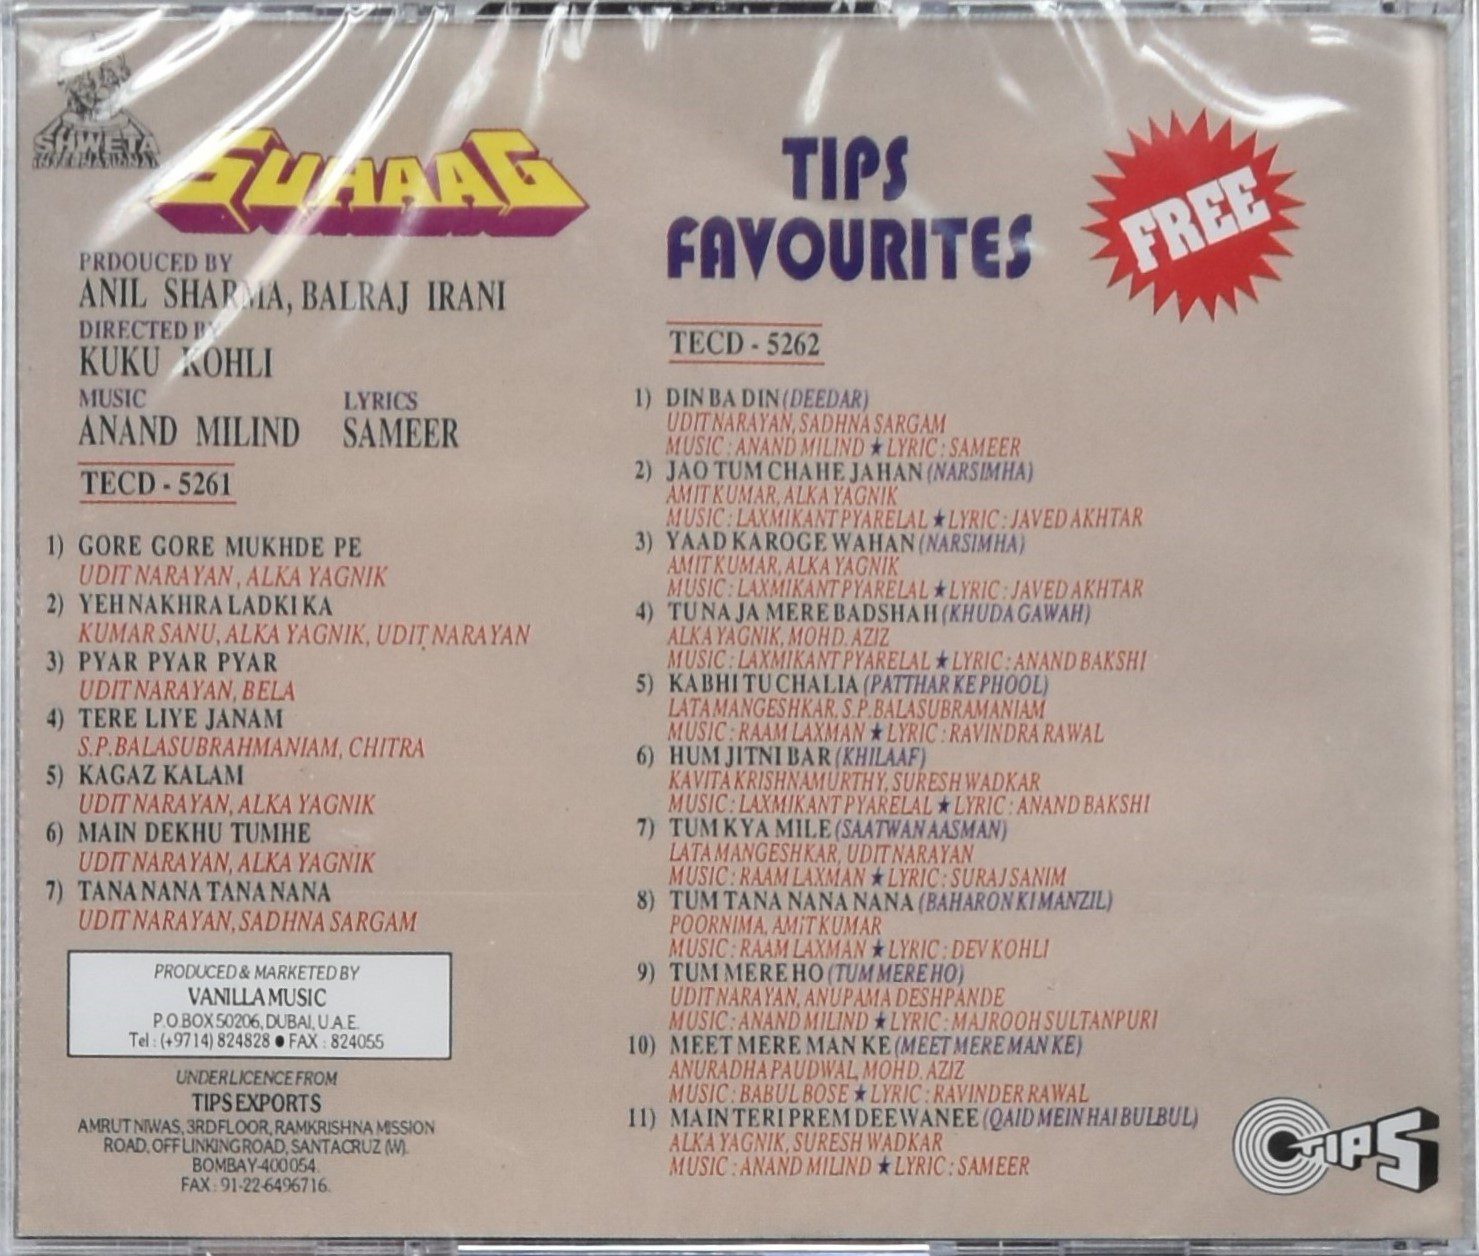 SHWETA
INTERNATIONAL
SUHAAG
PRDOUCED BY
ANIL SHARMA, BALRAJ IRANI
DIRECTED BY
KUKU KOHLI
MUSIC LYRICS
ANAND MILIND SAMEER
TECD - 5261
1) GORE GORE MUKHDE PE
UDIT NARAYAN, ALKA YAGNIK
2) YEH NAKHRA LADKI KA
KUMAR SANU, ALKA YAGNIK, UDIT NARAYAN
3) PYAR PYAR PYAR
UDIT NARAYAN, BELA
4) TERE LIYE JANAM
S.P. BALASUBRAHMANIAM, CHITRA
5) KAGAZ KALAM
UDIT NARAYAN, ALKA YAGNIK
6) MAIN DEKHU TUMHE
UDIT NARAYAN, ALKA YAGNIK
7) TANA NANA TANA NANA
UDIT NARAYAN, SADHNA SARGAM
PRODUCED & MARKETED BY
VANILLA MUSIC
P.O.BOX 50206, DUBAI, U.A.E.
Tel : (+9714) 824828 ● FAX : 824055
UNDER LICENCE FROM
TIPS EXPORTS
AMRUT NIWAS, 3RD FLOOR, RAMKRISHNA MISSION
ROAD, OFF LINKING ROAD, SANTACRUZ (W),
BOMBAY-400 054.
FAX : 91-22-6496716.
TIPS
FAVOURITES
FREE
TECD - 5262
1) DIN BA DIN (DEEDAR)
UDIT NARAYAN, SADHNA SARGAM
MUSIC : ANAND MILIND ★ LYRIC : SAMEER
2) JAO TUM CHAHE JAHAN (NARSIMHA)
AMIT KUMAR, ALKA YAGNIK
MUSIC : LAXMIKANT PYARELAL ★ LYRIC : JAVED AKHTAR
3) YAAD KAROGE WAHAN (NARSIMHA)
AMIT KUMAR, ALKA YAGNIK
MUSIC : LAXMIKANT PYARELAL ★ LYRIC : JAVED AKHTAR
4) TU NA JA MERE BADSHAH (KHUDA GAWAH)
ALKA YAGNIK, MOHD. AZIZ
MUSIC : LAXMIKANT PYARELAL ★ LYRIC : ANAND BAKSHI
5) KABHI TU CHALIA (PATTHAR KE PHOOL)
LATA MANGESHKAR, S.P. BALASUBRAMANIAM
MUSIC : RAAM LAXMAN ★ LYRIC : RAVINDRA RAWAL
6) HUM JITNI BAR (KHILAAF)
KAVITA KRISHNAMURTHY, SURESH WADKAR
MUSIC : LAXMIKANT PYARELAL ★ LYRIC : ANAND BAKSHI
7) TUM KYA MILE (SAATWAN AASMAN)
LATA MANGESHKAR, UDIT NARAYAN
MUSIC : RAAM LAXMAN ★ LYRIC : SURAJ SANIM
8) TUM TANA NANA NANA (BAHARON KI MANZIL)
POORNIMA, AMiT KUMAR
MUSIC : RAAM LAXMAN ★ LYRIC : DEV KOHLI
9) TUM MERE HO (TUM MERE HO)
UDIT NARAYAN, ANUPAMA DESHPANDE
MUSIC : ANAND MILIND ★ LYRIC : MAJROOH SULTANPURI
10) MEET MERE MAN KE (MEET MERE MAN KE)
ANURADHA PAUDWAL, MOHD. AZIZ
MUSIC : BABUL BOSE ★ LYRIC : RAVINDER RAWAL
11) MAIN TERI PREM DEEWANEE (QAID MEIN HAI BULBUL)
ALKA YAGNIK, SURESH WADKAR
MUSIC : ANAND MILIND ★ LYRIC : SAMEER
TIPS